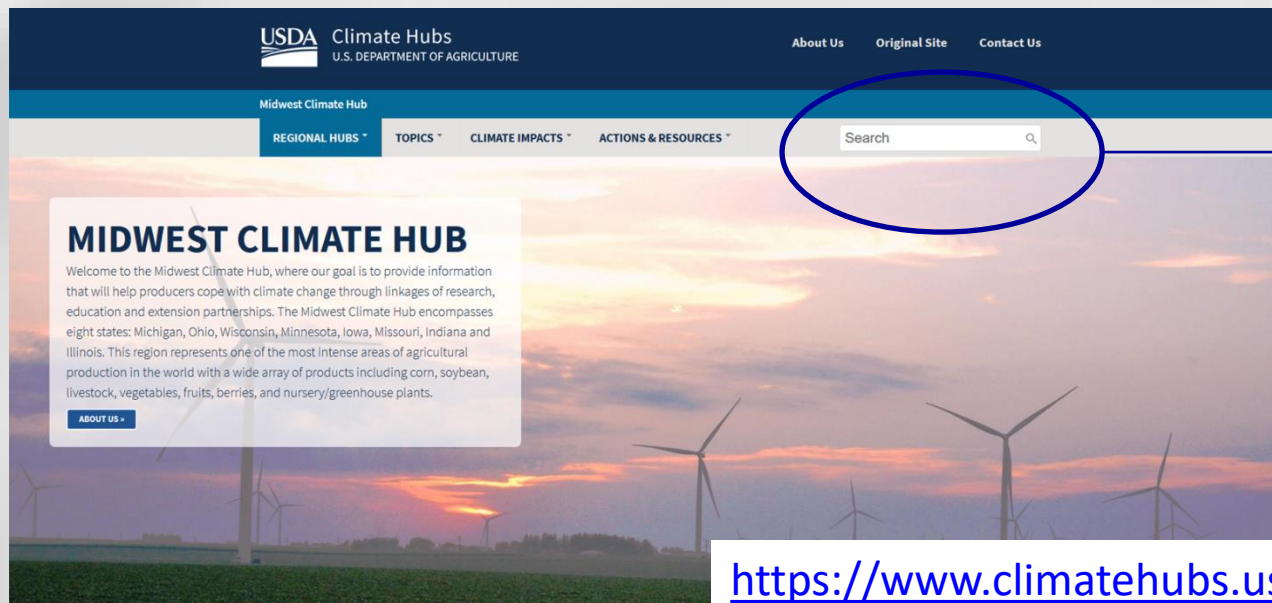 USDA Climate Hubs
U.S. DEPARTMENT OF AGRICULTURE
About Us Original Site Contact Us
Midwest Climate Hub
REGIONAL HUBS TOPICS CLIMATE IMPACTS ACTIONS & RESOURCES Search
MIDWEST CLIMATE HUB
Welcome to the Midwest Climate Hub, where our goal is to provide information
that will help producers cope with climate change through linkages of research,
education and extension partnerships. The Midwest Climate Hub encompasses
eight states: Michigan, Ohio, Wisconsin, Minnesota, Iowa, Missouri, Indiana and
Illinois. This region represents one of the most intense areas of agricultural
production in the world with a wide array of products including corn, soybean,
livestock, vegetables, fruits, berries, and nursery/greenhouse plants.
ABOUT US »
https://www.climatehubs.us